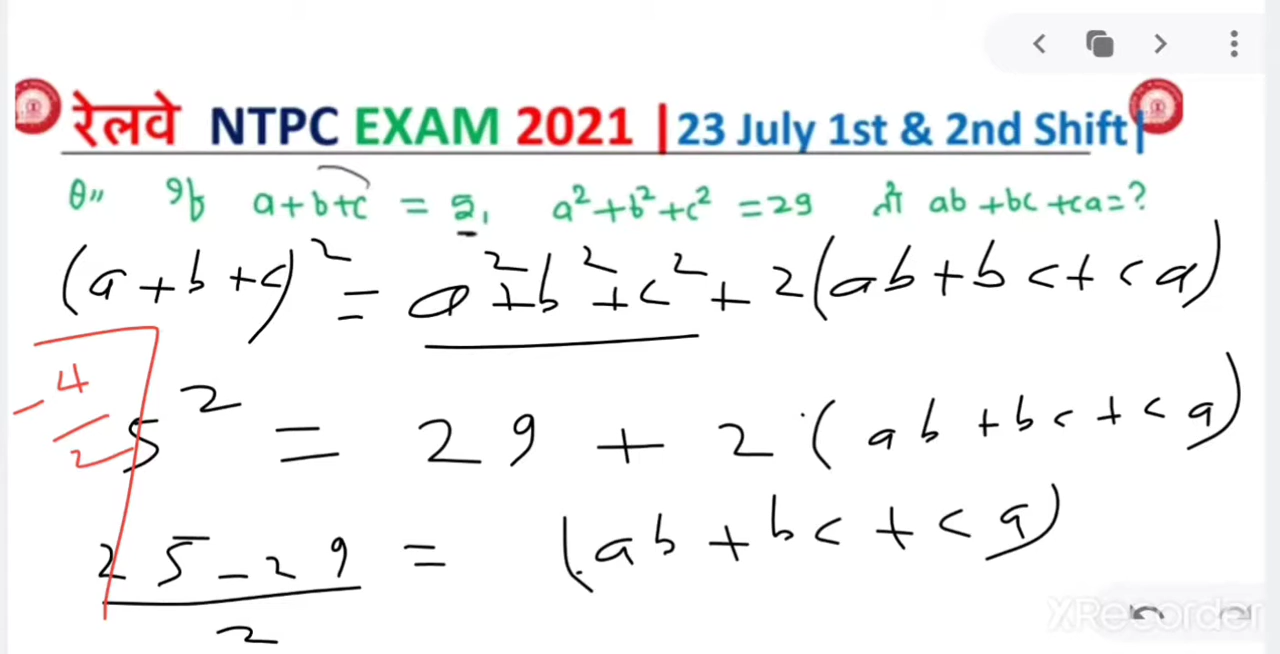 रेलवे NTPC EXAM 2021 | 23 July 1st & 2nd Shift|
θ" यदि a+b+c = 5, a²+b²+c² = 29 तो ab+bc+ca=?
(a+b+c)² = a²+b²+c² + 2(ab+bc+ca)
-4/2
5² = 29 + 2(ab+bc+ca)
25-29/2 = (ab+bc+ca)
XRecorder